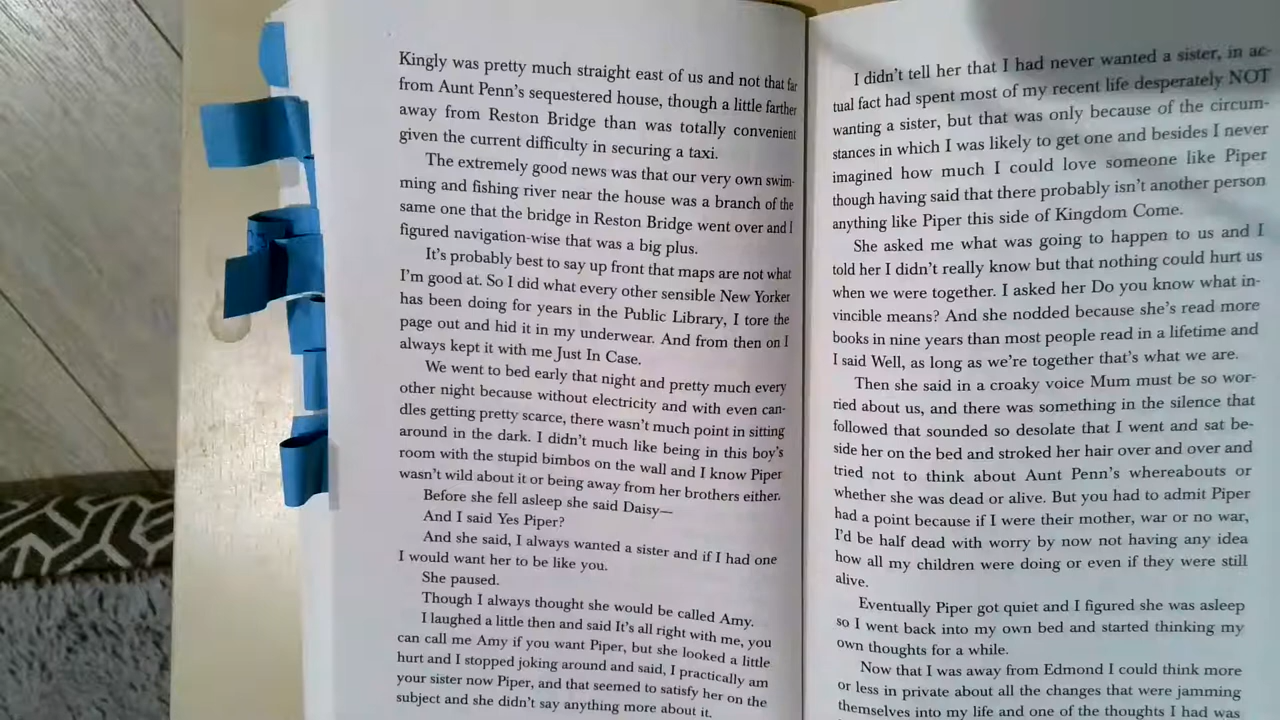 Kingly was pretty much straight east of us and not that far
from Aunt Penn's sequestered house, though a little farther
away from Reston Bridge than was totally convenient
given the current difficulty in securing a taxi.
The extremely good news was that our very own swim-
ming and fishing river near the house was a branch of the
same one that the bridge in Reston Bridge went over and I
figured navigation-wise that was a big plus.
It's probably best to say up front that maps are not what
I'm good at. So I did what every other sensible New Yorker
has been doing for years in the Public Library, I tore the
page out and hid it in my underwear. And from then on I
always kept it with me Just In Case.
We went to bed early that night and pretty much every
other night because without electricity and with even can-
dles getting pretty scarce, there wasn't much point in sitting
around in the dark. I didn't much like being in this boy's
room with the stupid bimbos on the wall and I know Piper
wasn't wild about it or being away from her brothers either.
Before she fell asleep she said Daisy—
And I said Yes Piper?
And she said, I always wanted a sister and if I had one
I would want her to be like you.
She paused.
Though I always thought she would be called Amy.
I laughed a little then and said It's all right with me, you
can call me Amy if you want Piper, but she looked a little
hurt and I stopped joking around and said, I practically am
your sister now Piper, and that seemed to satisfy her on the
subject and she didn't say anything more about it.
I didn't tell her that I had never wanted a sister, in ac-
tual fact had spent most of my recent life desperately NOT
wanting a sister, but that was only because of the circum-
stances in which I was likely to get one and besides I never
imagined how much I could love someone like Piper
though having said that there probably isn't another person
anything like Piper this side of Kingdom Come.
She asked me what was going to happen to us and I
told her I didn't really know but that nothing could hurt us
when we were together. I asked her Do you know what in-
vincible means? And she nodded because she's read more
books in nine years than most people read in a lifetime and
I said Well, as long as we're together that's what we are.
Then she said in a croaky voice Mum must be so wor-
ried about us, and there was something in the silence that
followed that sounded so desolate that I went and sat be-
side her on the bed and stroked her hair over and over and
tried not to think about Aunt Penn's whereabouts or
whether she was dead or alive. But you had to admit Piper
had a point because if I were their mother, war or no war,
I'd be half dead with worry by now not having any idea
how all my children were doing or even if they were still
alive.
Eventually Piper got quiet and I figured she was asleep
so I went back into my own bed and started thinking my
own thoughts for a while.
Now that I was away from Edmond I could think more
or less in private about all the changes that were jamming
themselves into my life and one of the thoughts I had was